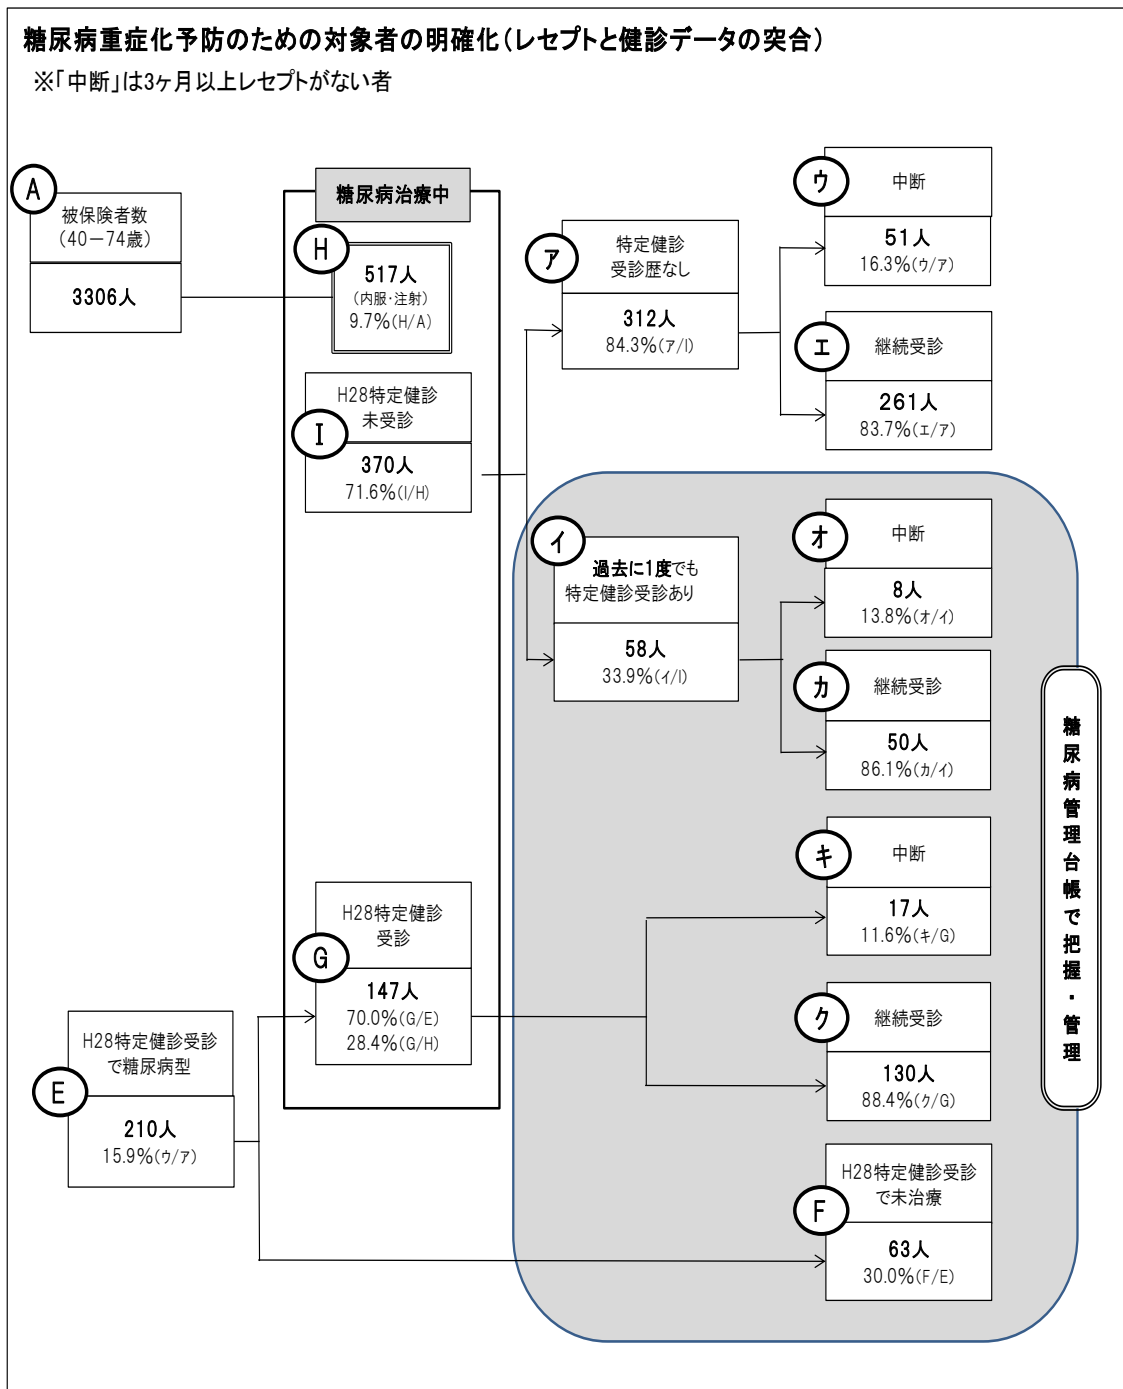 糖尿病重症化予防のための対象者の明確化(レセプトと健診データの突合)
※「中断」は3ヶ月以上レセプトがない者
A
被保険者数
(40－74歳)
3306人
糖尿病治療中
H
517人
(内服・注射)
9.7%(H/A)
H28特定健診
未受診
I
370人
71.6%(I/H)
ア
特定健診
受診歴なし
312人
84.3%(ア/I)
ウ
中断
51人
16.3%(ウ/ア)
エ
継続受診
261人
83.7%(エ/ア)
イ
過去に1度でも
特定健診受診あり
58人
33.9%(イ/I)
オ
中断
8人
13.8%(オ/イ)
カ
継続受診
50人
86.1%(カ/イ)
キ
中断
17人
11.6%(キ/G)
H28特定健診
受診
G
147人
70.0%(G/E)
28.4%(G/H)
ク
継続受診
130人
88.4%(ク/G)
H28特定健診受診
で糖尿病型
E
210人
15.9%(ウ/ア)
H28特定健診受診
で未治療
F
63人
30.0%(F/E)
糖尿病管理台帳で把握・管理